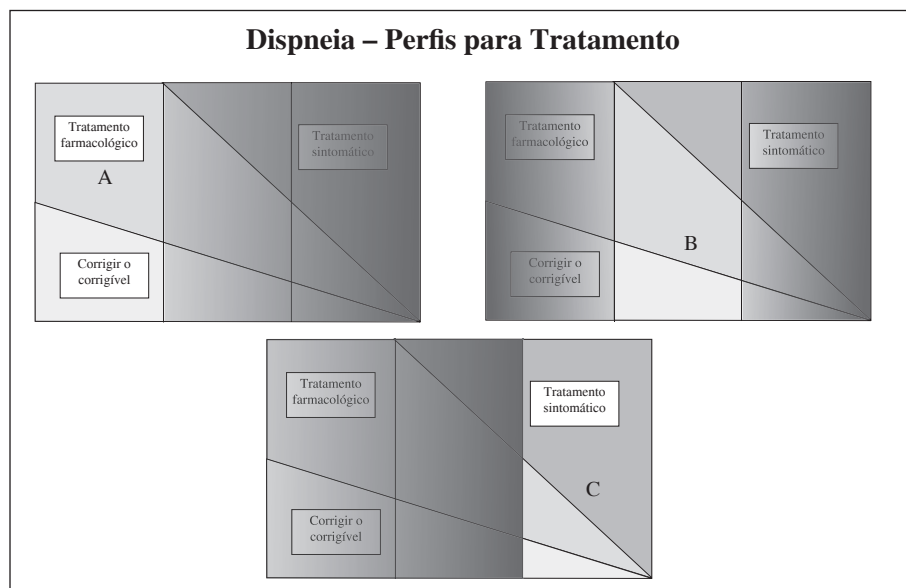 Dispneia – Perfis para Tratamento
Tratamento
farmacológico
A
Corrigir o
corrigível
Tratamento
sintomático
Tratamento
farmacológico
Corrigir o
corrigível
B
Tratamento
sintomático
Tratamento
farmacológico
Corrigir o
corrigível
Tratamento
sintomático
C